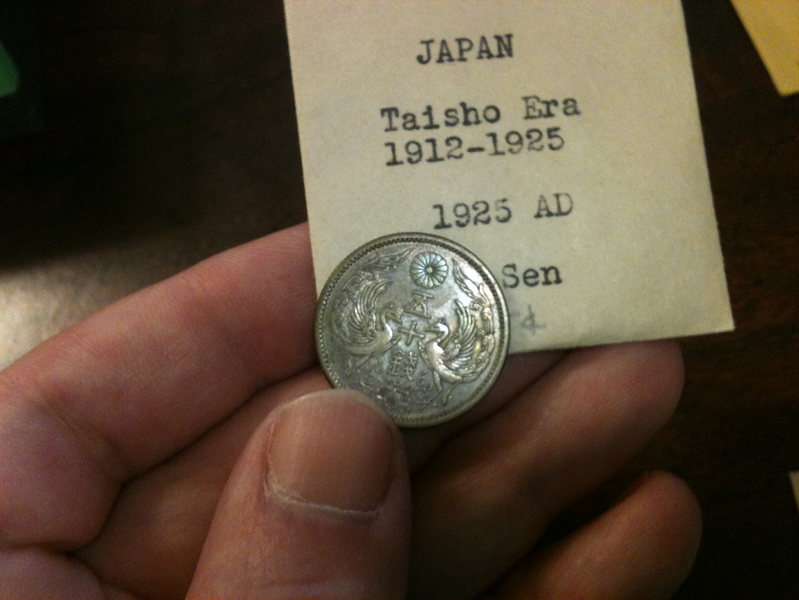 JAPAN
Taisho Era
1912-1925
1925 AD
Sen
五十錢